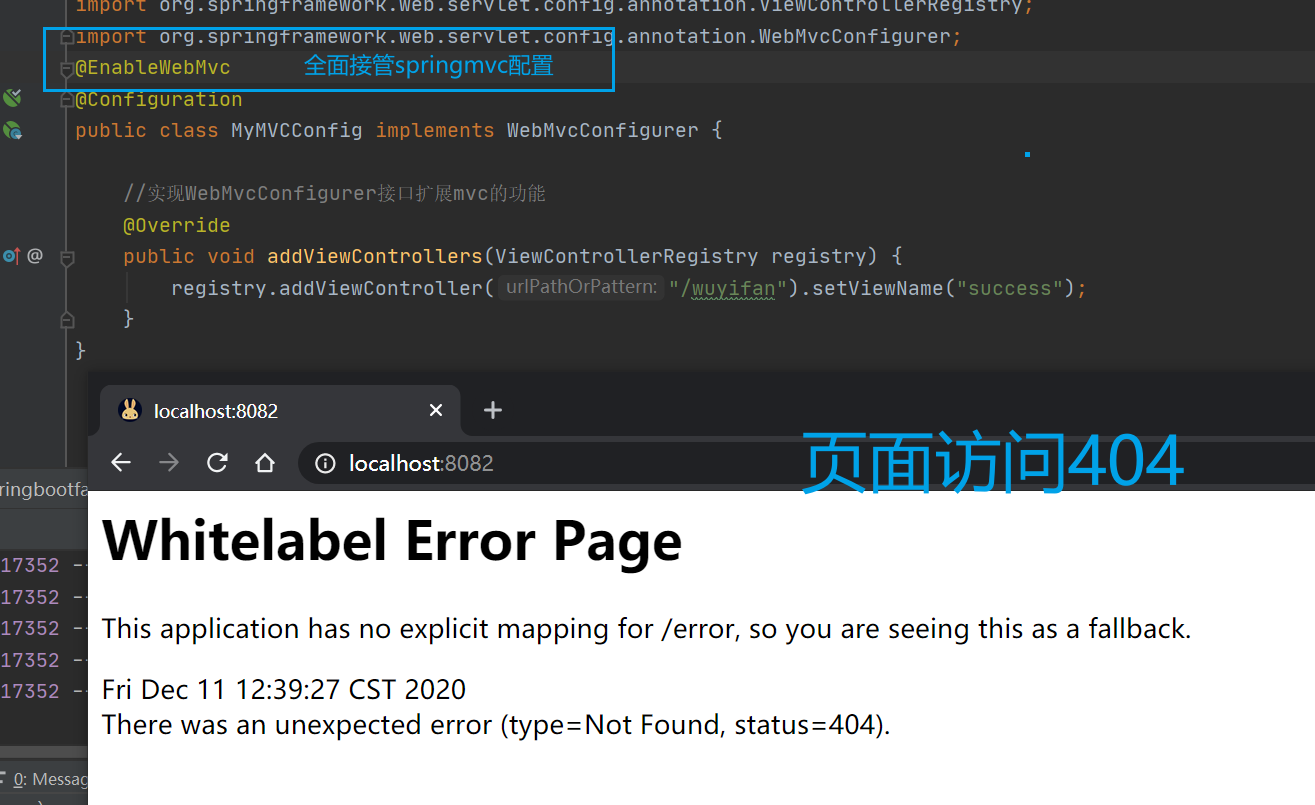 import org.springframework.web.servlet.config.annotation.ViewControllerRegistry;
import org.springframework.web.servlet.config.annotation.WebMvcConfigurer;
@EnableWebMvc 全面接管springmvc配置
@Configuration
public class MyMVCConfig implements WebMvcConfigurer {
//实现WebMvcConfigurer接口扩展mvc的功能
@Override
@ public void addViewControllers(ViewControllerRegistry registry) {
registry.addViewController( urlPathOrPattern: "/wuyifan").setViewName("success");
}
}
localhost:8082
localhost:8082
页面访问404
ringbootfa
Whitelabel Error Page
17352 --
17352 --
This application has no explicit mapping for /error, so you are seeing this as a fallback.
17352 --
17352 --
Fri Dec 11 12:39:27 CST 2020
17352 --
There was an unexpected error (type=Not Found, status=404).
0: Messag